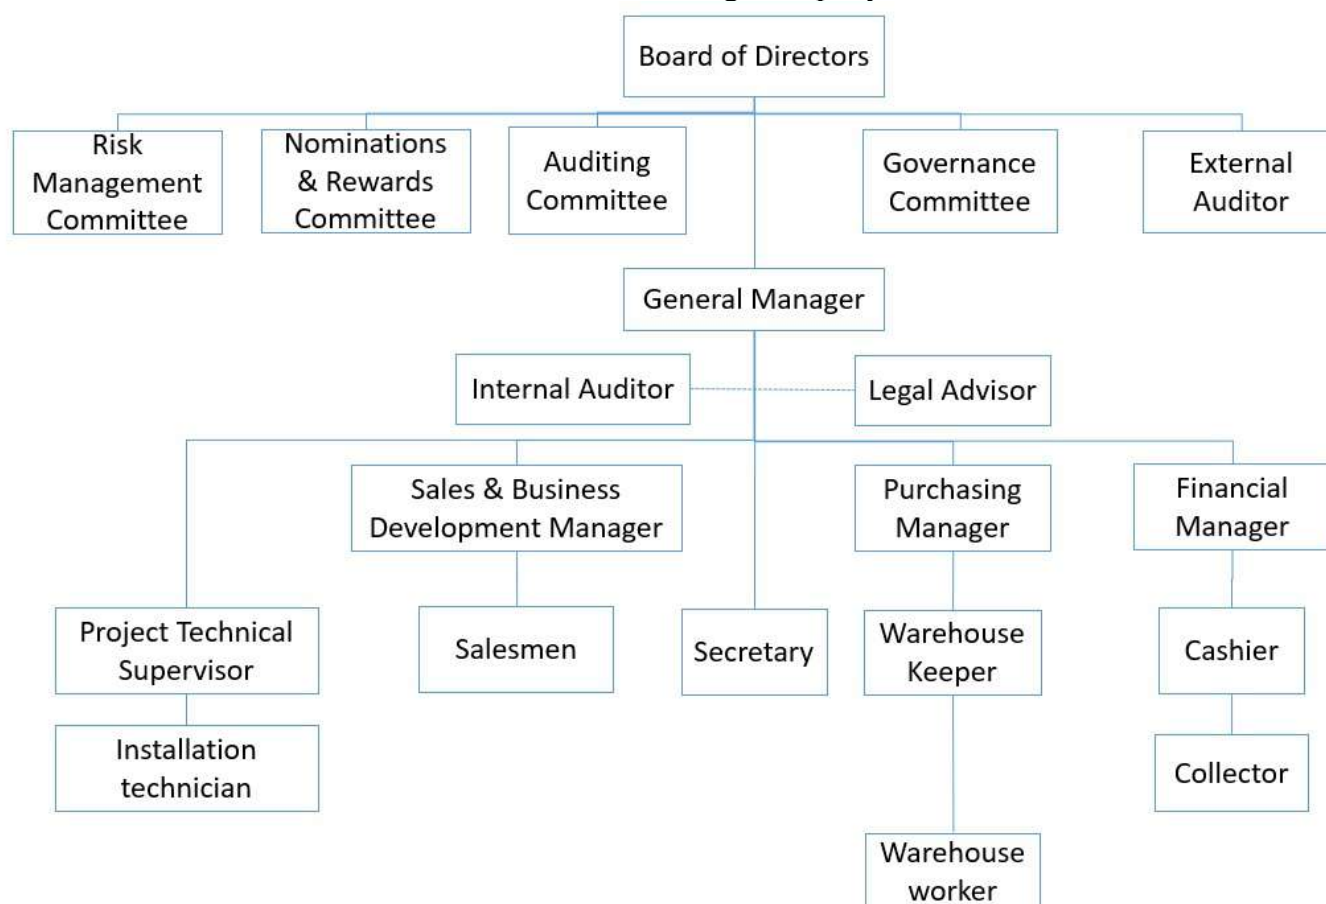 Board of Directors
Risk
Management
Committee
Nominations
& Rewards
Committee
Auditing
Committee
Governance
Committee
External
Auditor
General Manager
Internal Auditor
Legal Advisor
Sales & Business
Development Manager
Purchasing
Manager
Financial
Manager
Project Technical
Supervisor
Salesmen
Secretary
Warehouse
Keeper
Cashier
Installation
technician
Collector
Warehouse
worker